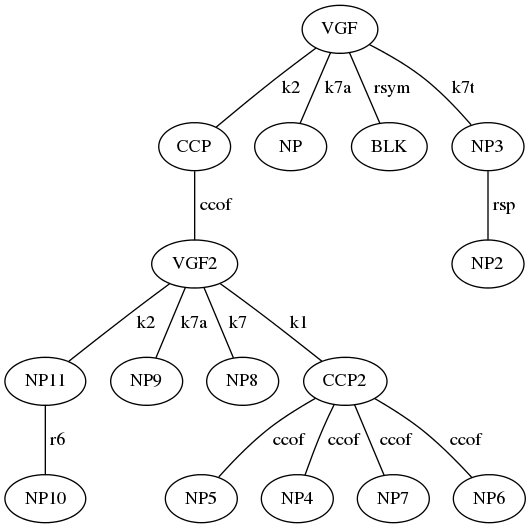 VGF
k2 k7a rsym k7t
CCP NP BLK NP3
ccof rsp
VGF2 NP2
k2 k7a k7 k1
NP11 NP9 NP8 CCP2
r6 ccof ccof ccof ccof
NP10 NP5 NP4 NP7 NP6